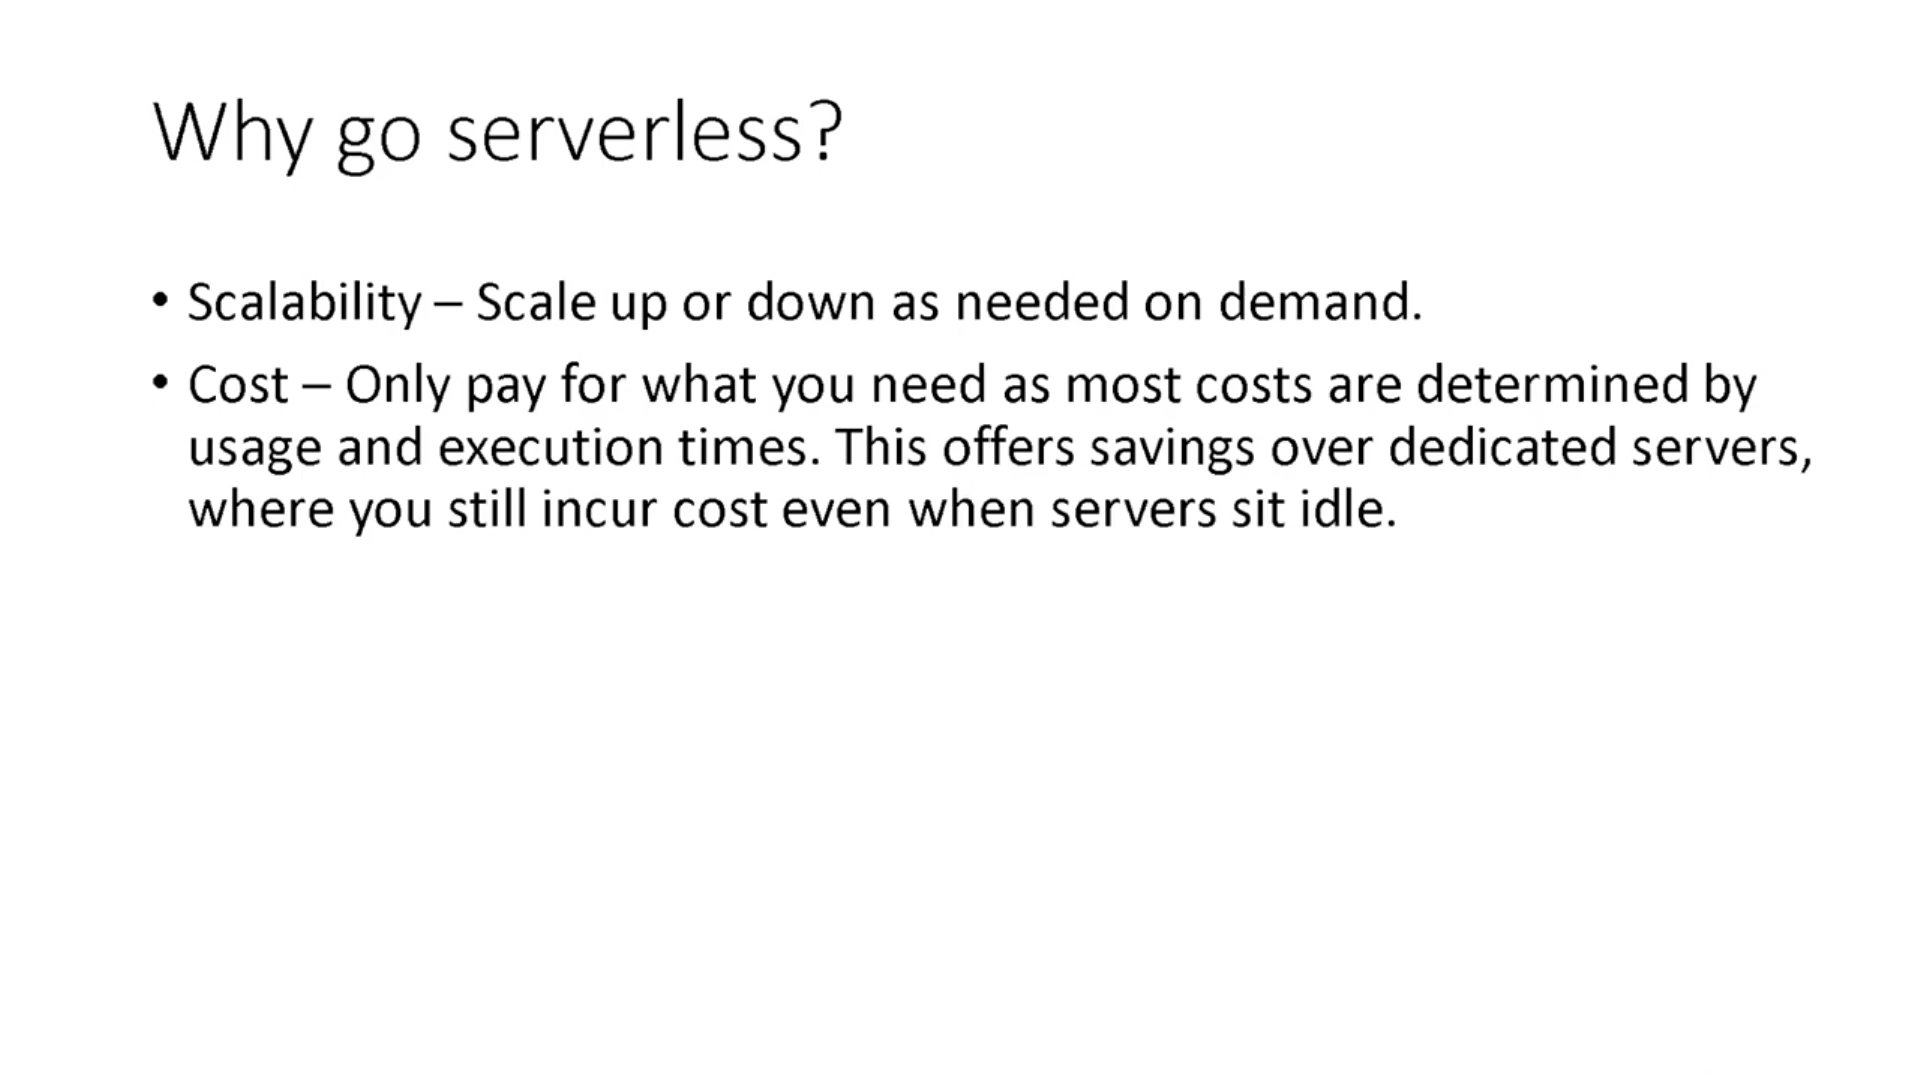 Why go serverless?
• Scalability – Scale up or down as needed on demand.
• Cost – Only pay for what you need as most costs are determined by
usage and execution times. This offers savings over dedicated servers,
where you still incur cost even when servers sit idle.